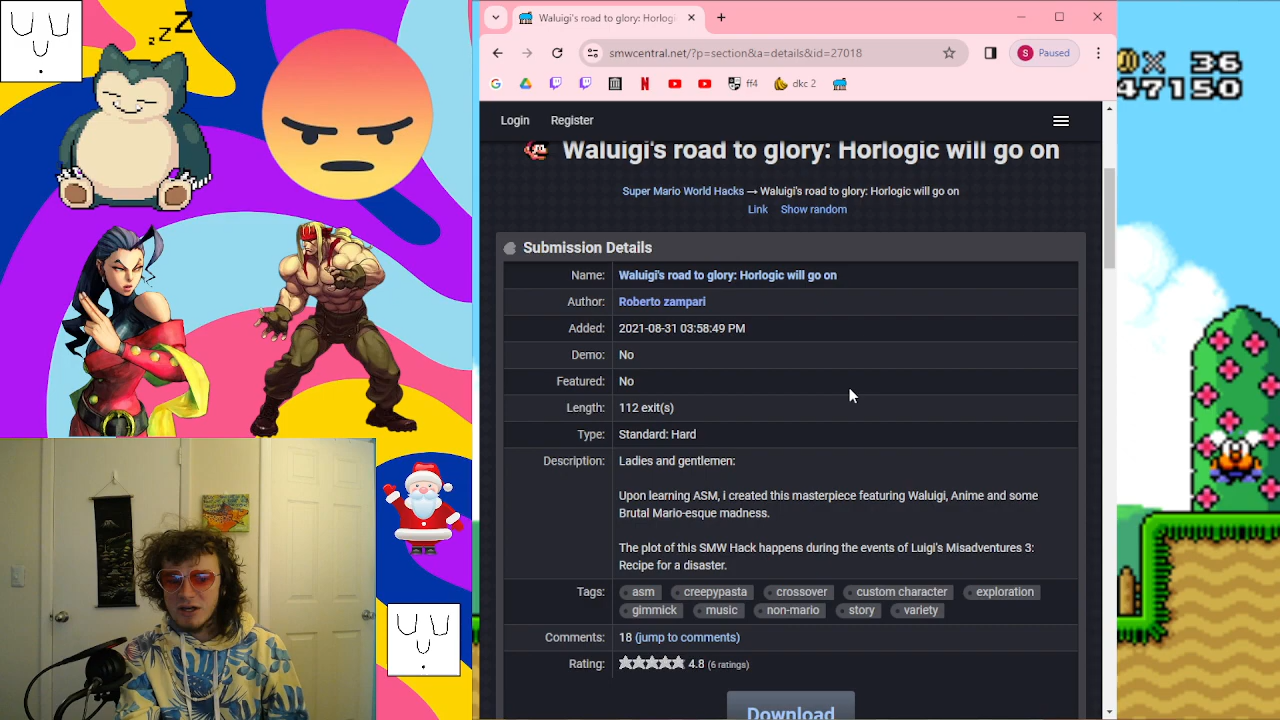 z z Z
Waluigi's road to glory: Horlogi
smwcentral.net/?p=section&a=details&id=27018
S Paused
ff4
dkc 2
Login
Register
Waluigi's road to glory: Horlogic will go on
Super Mario World Hacks → Waluigi's road to glory: Horlogic will go on
Link Show random
Submission Details
Name: Waluigi's road to glory: Horlogic will go on
Author: Roberto zampari
Added: 2021-08-31 03:58:49 PM
Demo: No
Featured: No
Length: 112 exit(s)
Type: Standard: Hard
Description: Ladies and gentlemen:
Upon learning ASM, i created this masterpiece featuring Waluigi, Anime and some
Brutal Mario-esque madness.
The plot of this SMW Hack happens during the events of Luigi's Misadventures 3:
Recipe for a disaster.
Tags: asm creepypasta crossover custom character exploration
gimmick music non-mario story variety
Comments: 18 (jump to comments)
Rating: 4.8 (6 ratings)
Download
x 36
47150